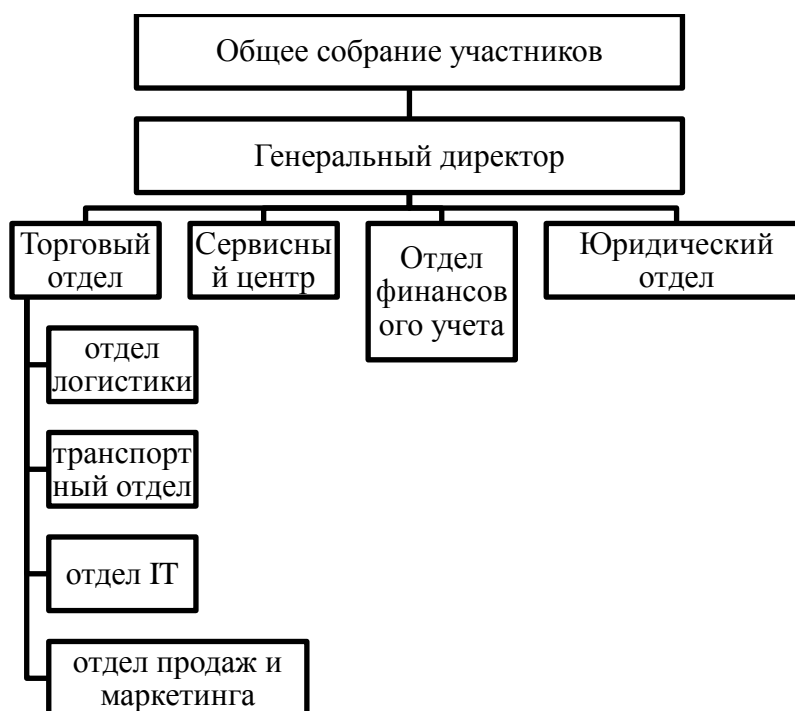 Общее собрание участников
Генеральный директор
Торговый
отдел
Сервисны
й центр
Отдел
финансов
ого учета
Юридический
отдел
отдел
логистики
транспорт
ный отдел
отдел IT
отдел продаж и
маркетинга